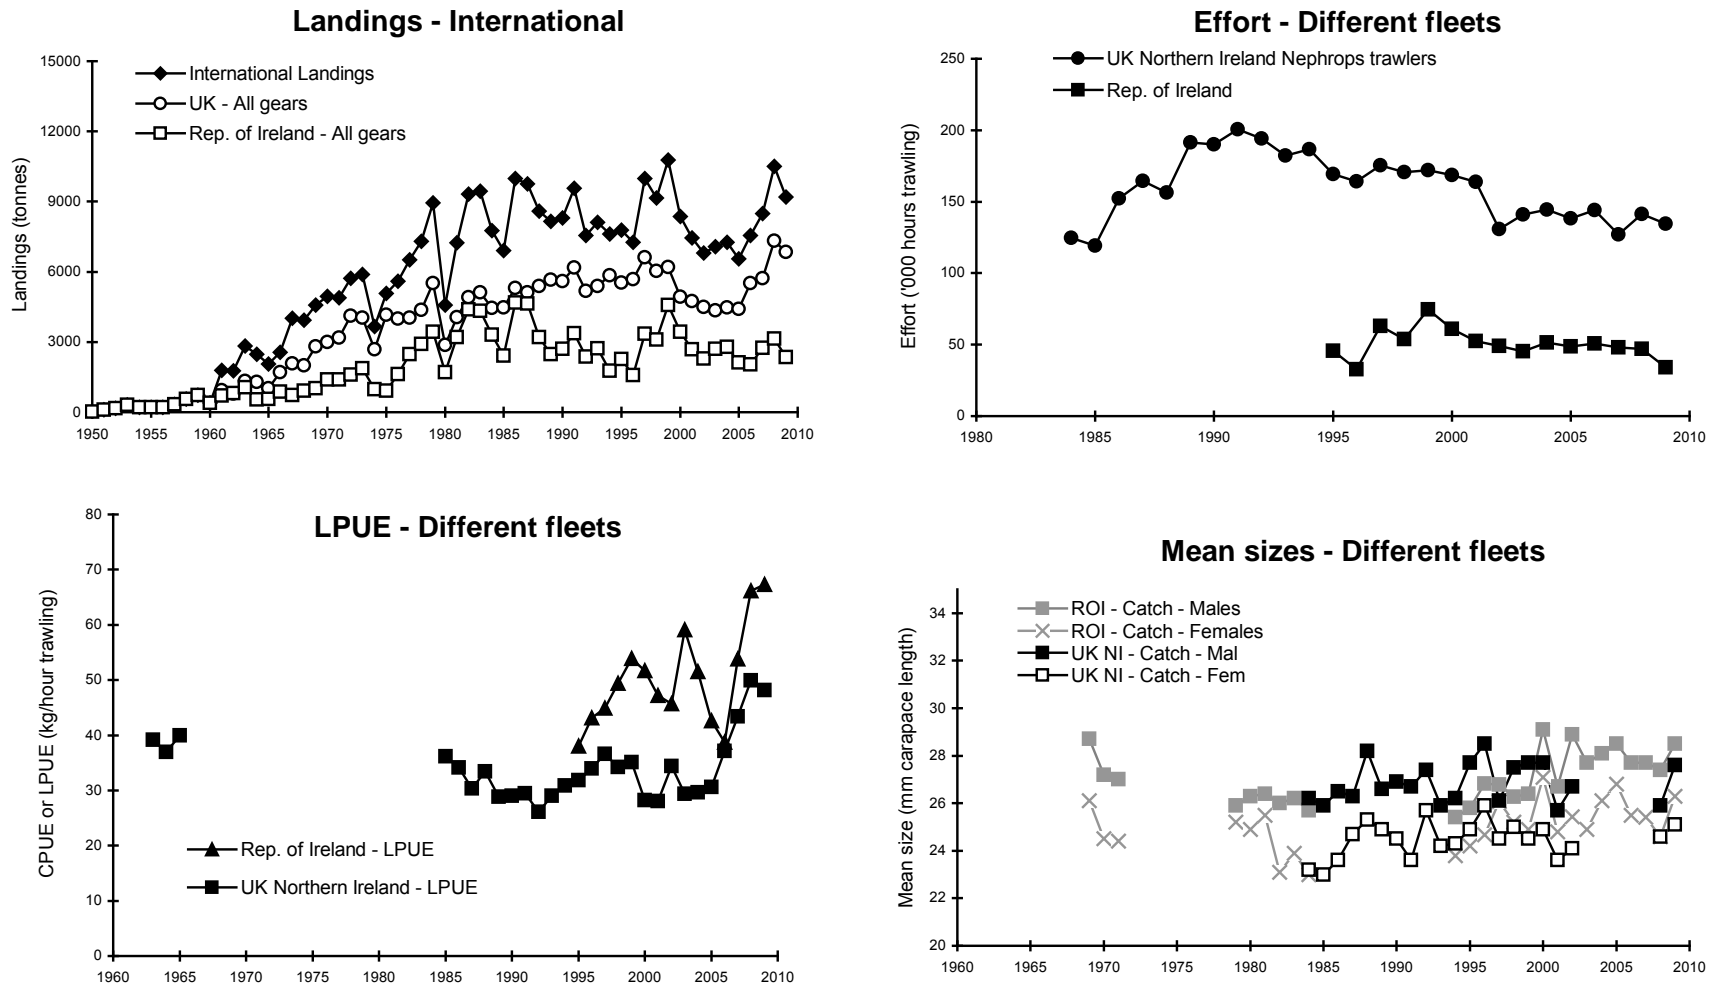 Landings - International
15000
12000
9000
6000
3000
0
Landings (tonnes)
International Landings
UK - All gears
Rep. of Ireland - All gears
1950 1955 1960 1965 1970 1975 1980 1985 1990 1995 2000 2005 2010
Effort - Different fleets
250
200
150
100
50
0
Effort ('000 hours trawling)
UK Northern Ireland Nephrops trawlers
Rep. of Ireland
1980 1985 1990 1995 2000 2005 2010
LPUE - Different fleets
80
70
60
50
40
30
20
10
0
CPUE or LPUE (kg/hour trawling)
Rep. of Ireland - LPUE
UK Northern Ireland - LPUE
1960 1965 1970 1975 1980 1985 1990 1995 2000 2005 2010
Mean sizes - Different fleets
34
32
30
28
26
24
22
20
Mean size (mm carapace length)
ROI - Catch - Males
ROI - Catch - Females
UK NI - Catch - Mal
UK NI - Catch - Fem
1960 1965 1970 1975 1980 1985 1990 1995 2000 2005 2010